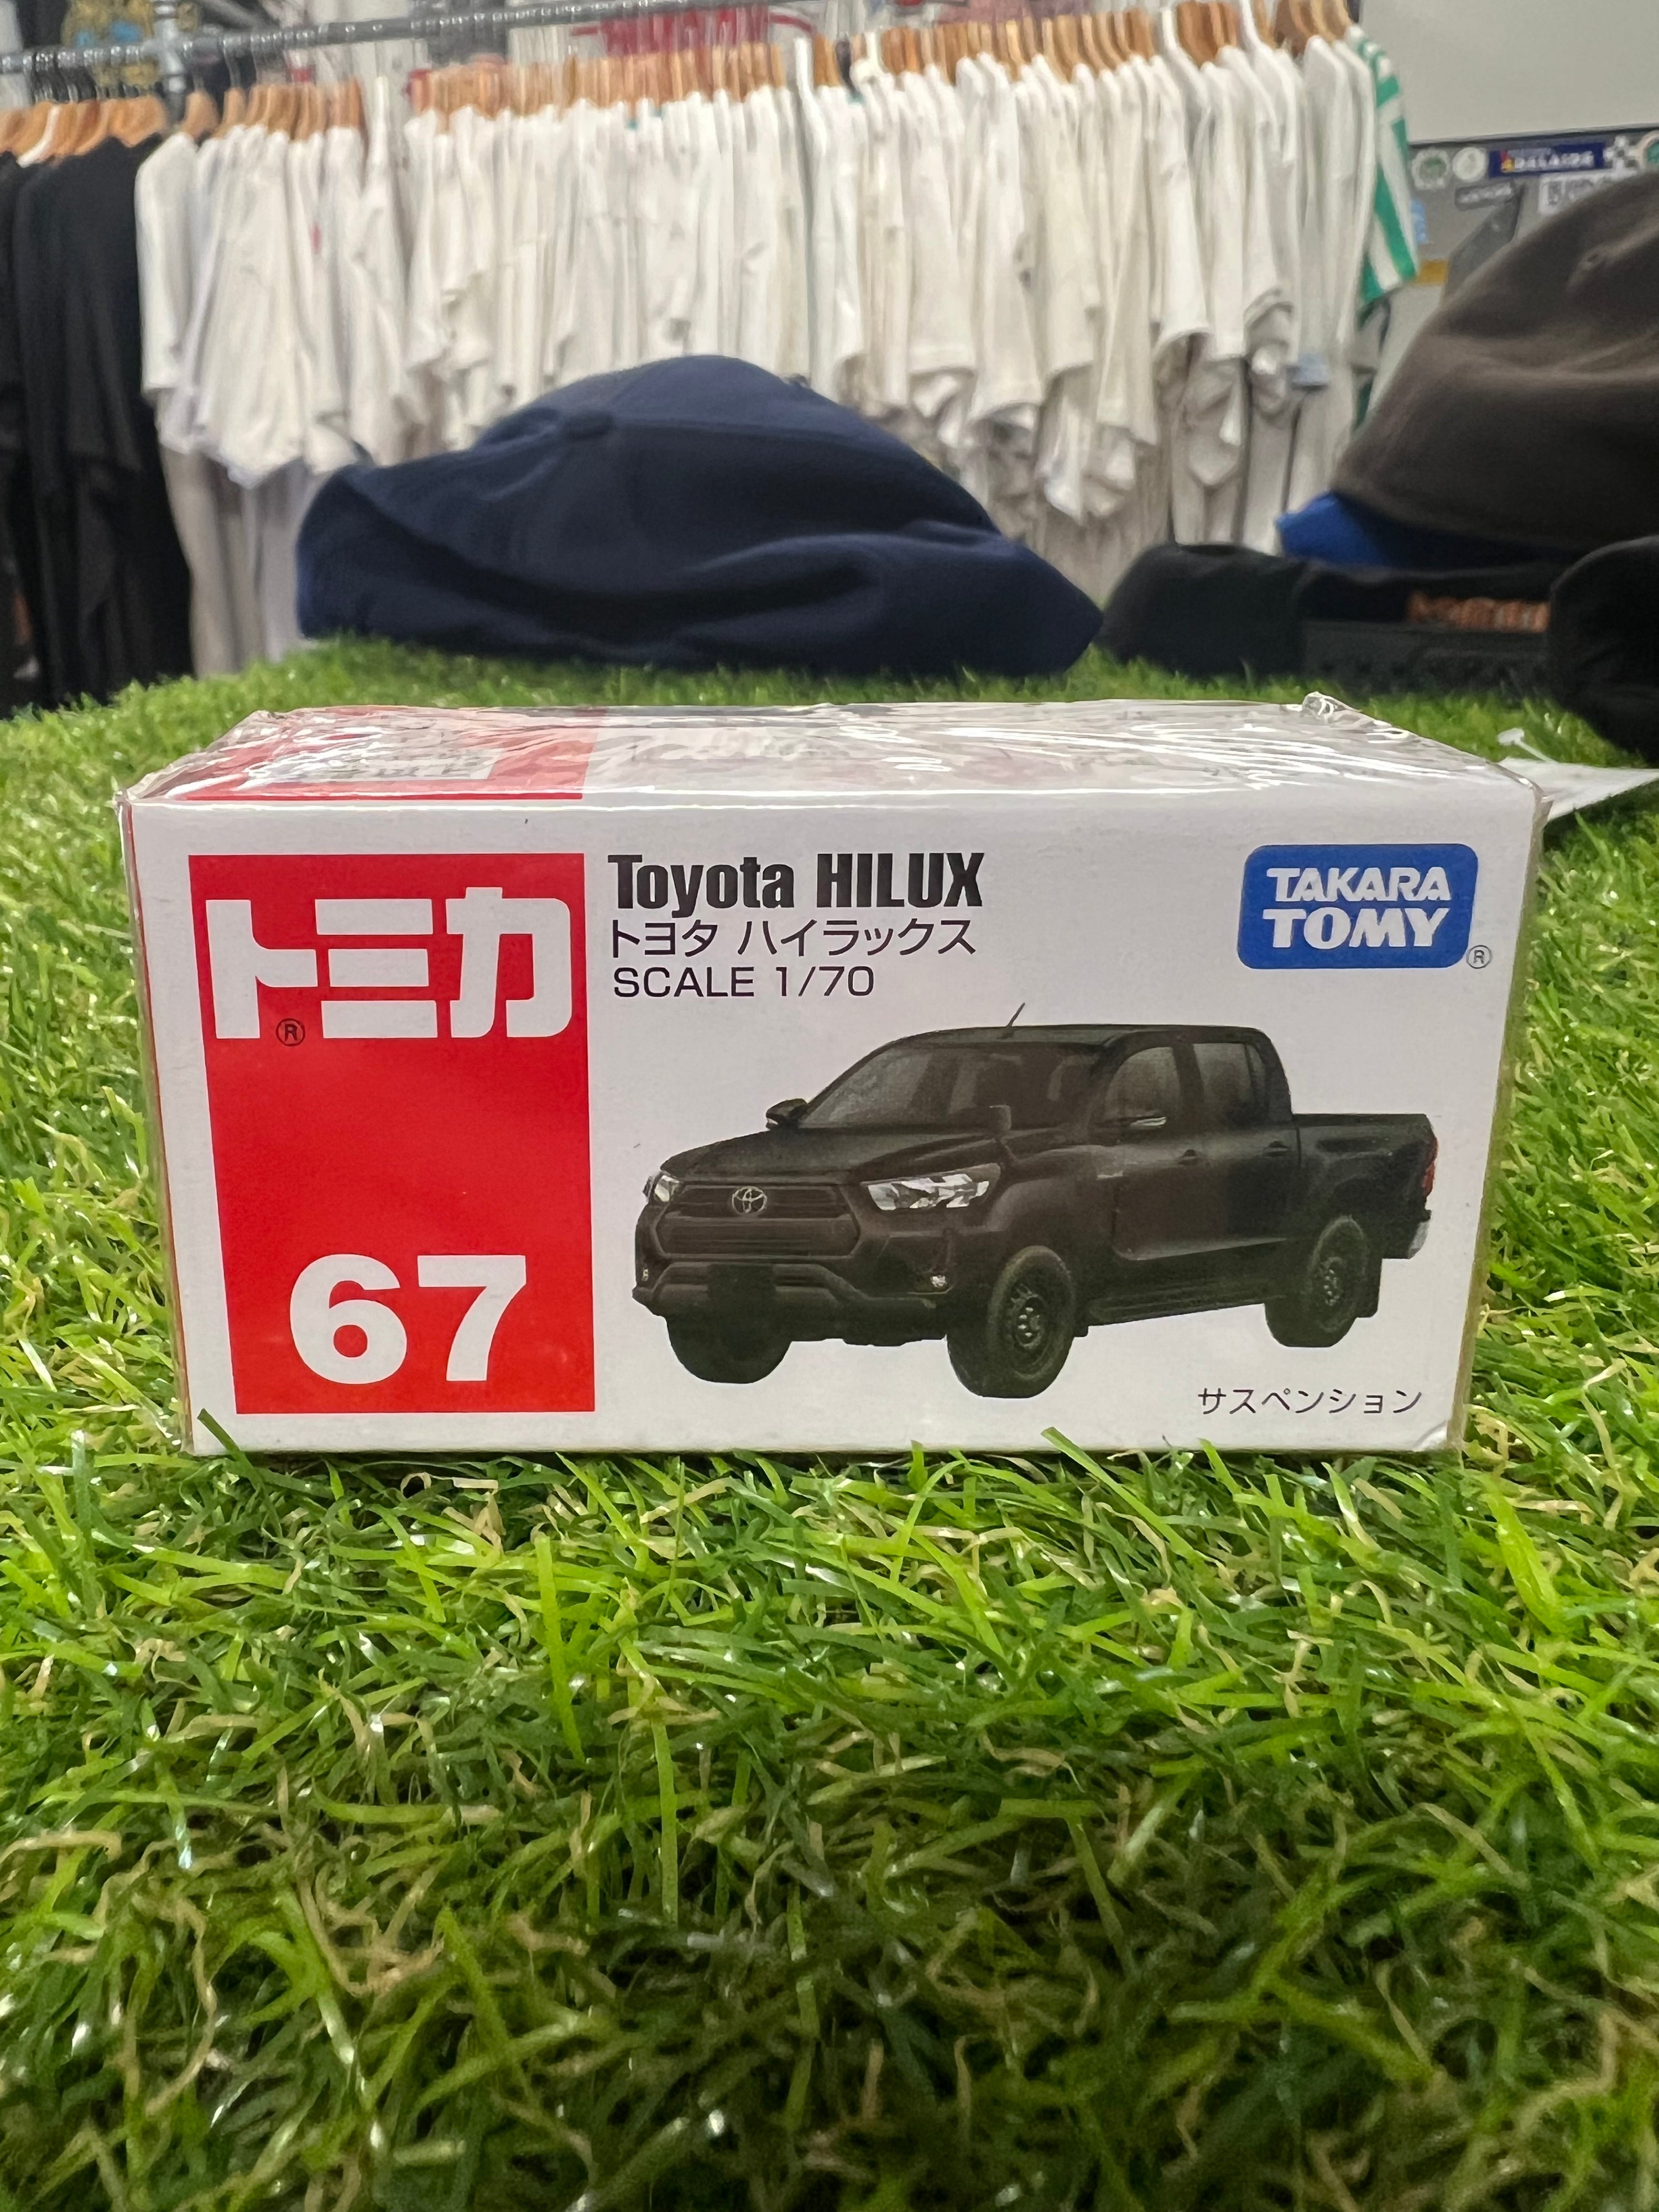 トミカ
®
67
Toyota HILUX
トヨタ ハイラックス
SCALE 1/70
TAKARA
TOMY
®
サスペンション
ADELAIDE